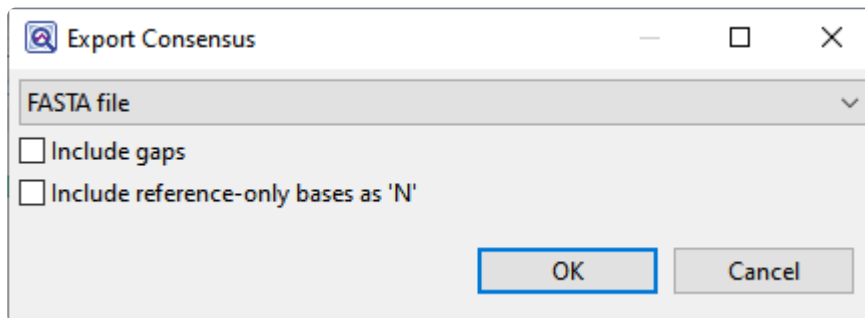 Export Consensus
FASTA file
Include gaps
Include reference-only bases as 'N'
OK Cancel